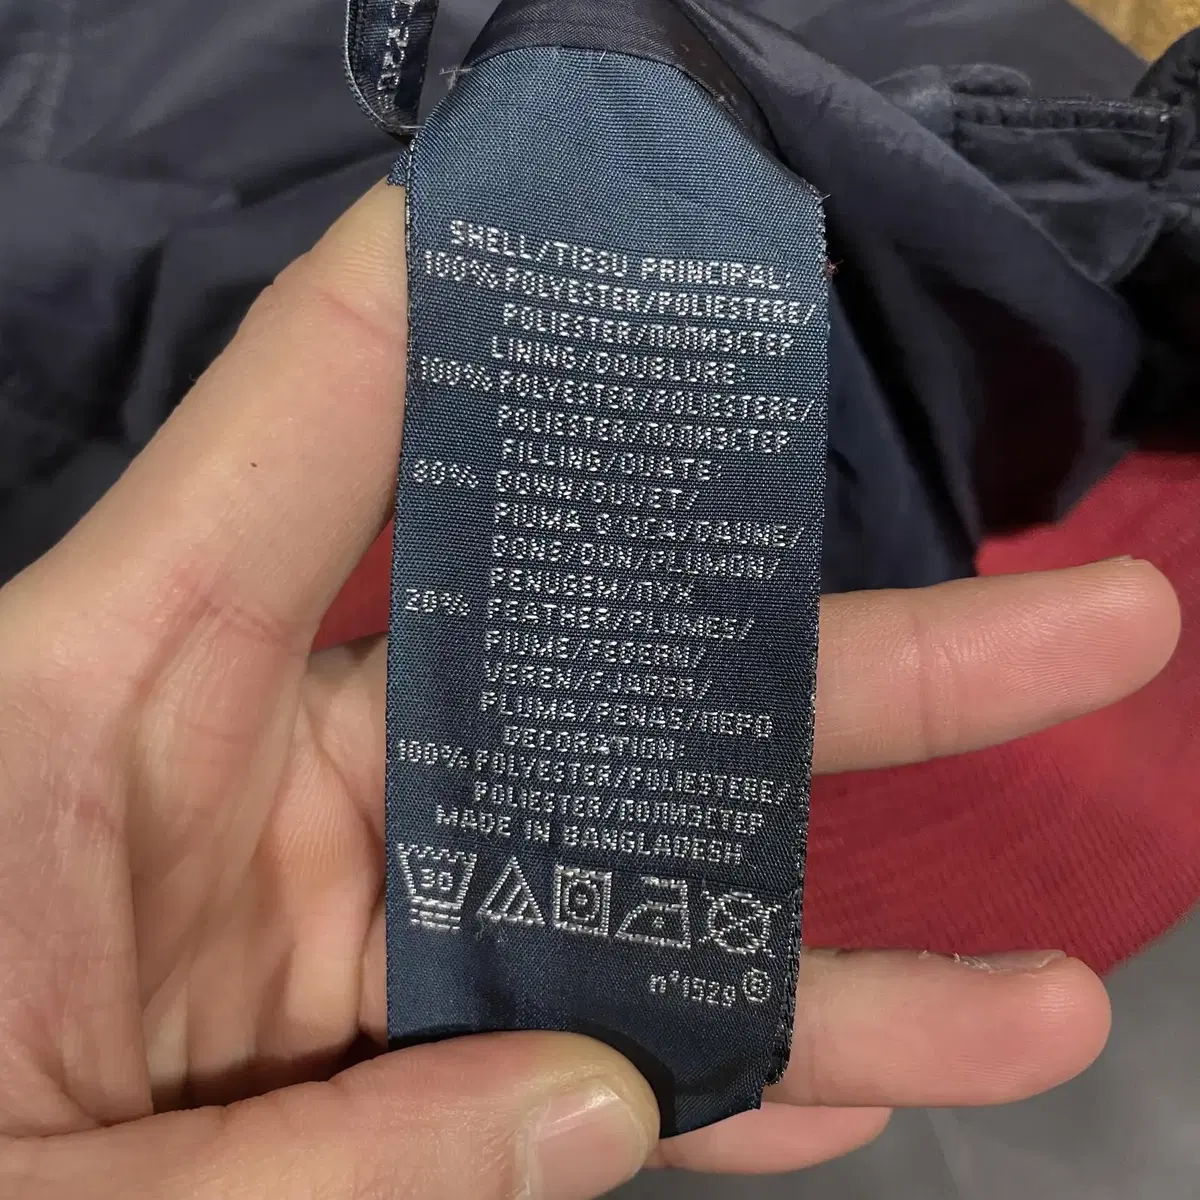 SHELL/TISSU PRINCIPAL:
100% POLYESTER/POLIESTERE/
POLIESTER/ПОЛИЭСТЕР
LINING/DOUBLURE:
100% POLYESTER/POLIESTERE/
POLIESTER/ПОЛИЭСТЕР
FILLING/OUATE:
80% DOWN/DUVET/
PIUMA D'OCA/DAUNE/
DONS/DUN/PLUMON/
PENUGEM/ПУХ
20% FEATHER/PLUMES/
PIUME/FEDERN/
VEREN/FJADER/
PLUMA/PENAS/ПЕРО
DECORATION:
100% POLYESTER/POLIESTERE/
POLIESTER/ПОЛИЭСТЕР
MADE IN BANGLADESH
30
n°1529 ®